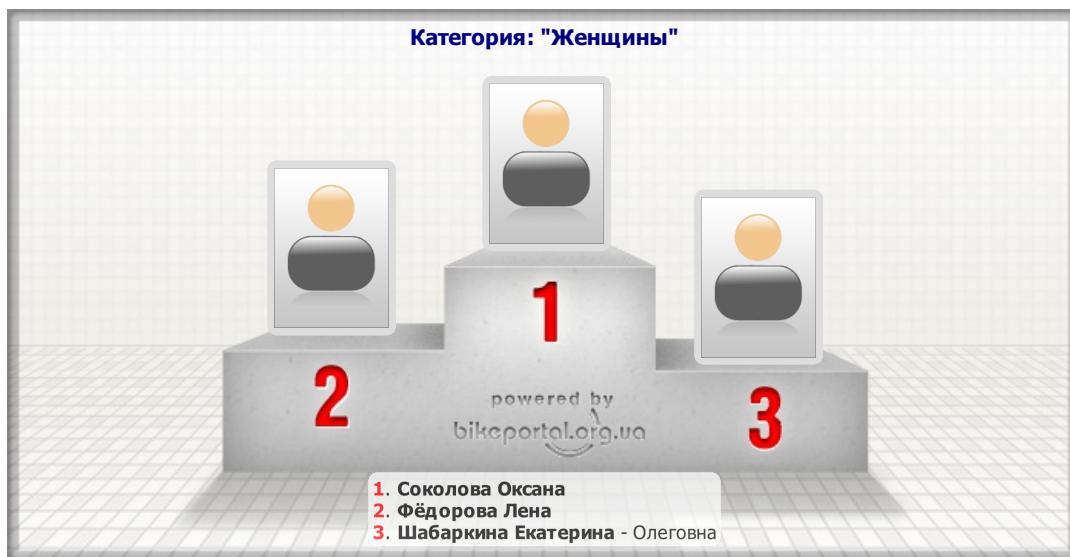 Категория: "Женщины"
1
2
3
powered by
bikeportal.org.ua
1. Соколова Оксана
2. Фёдорова Лена
3. Шабаркина Екатерина - Олеговна